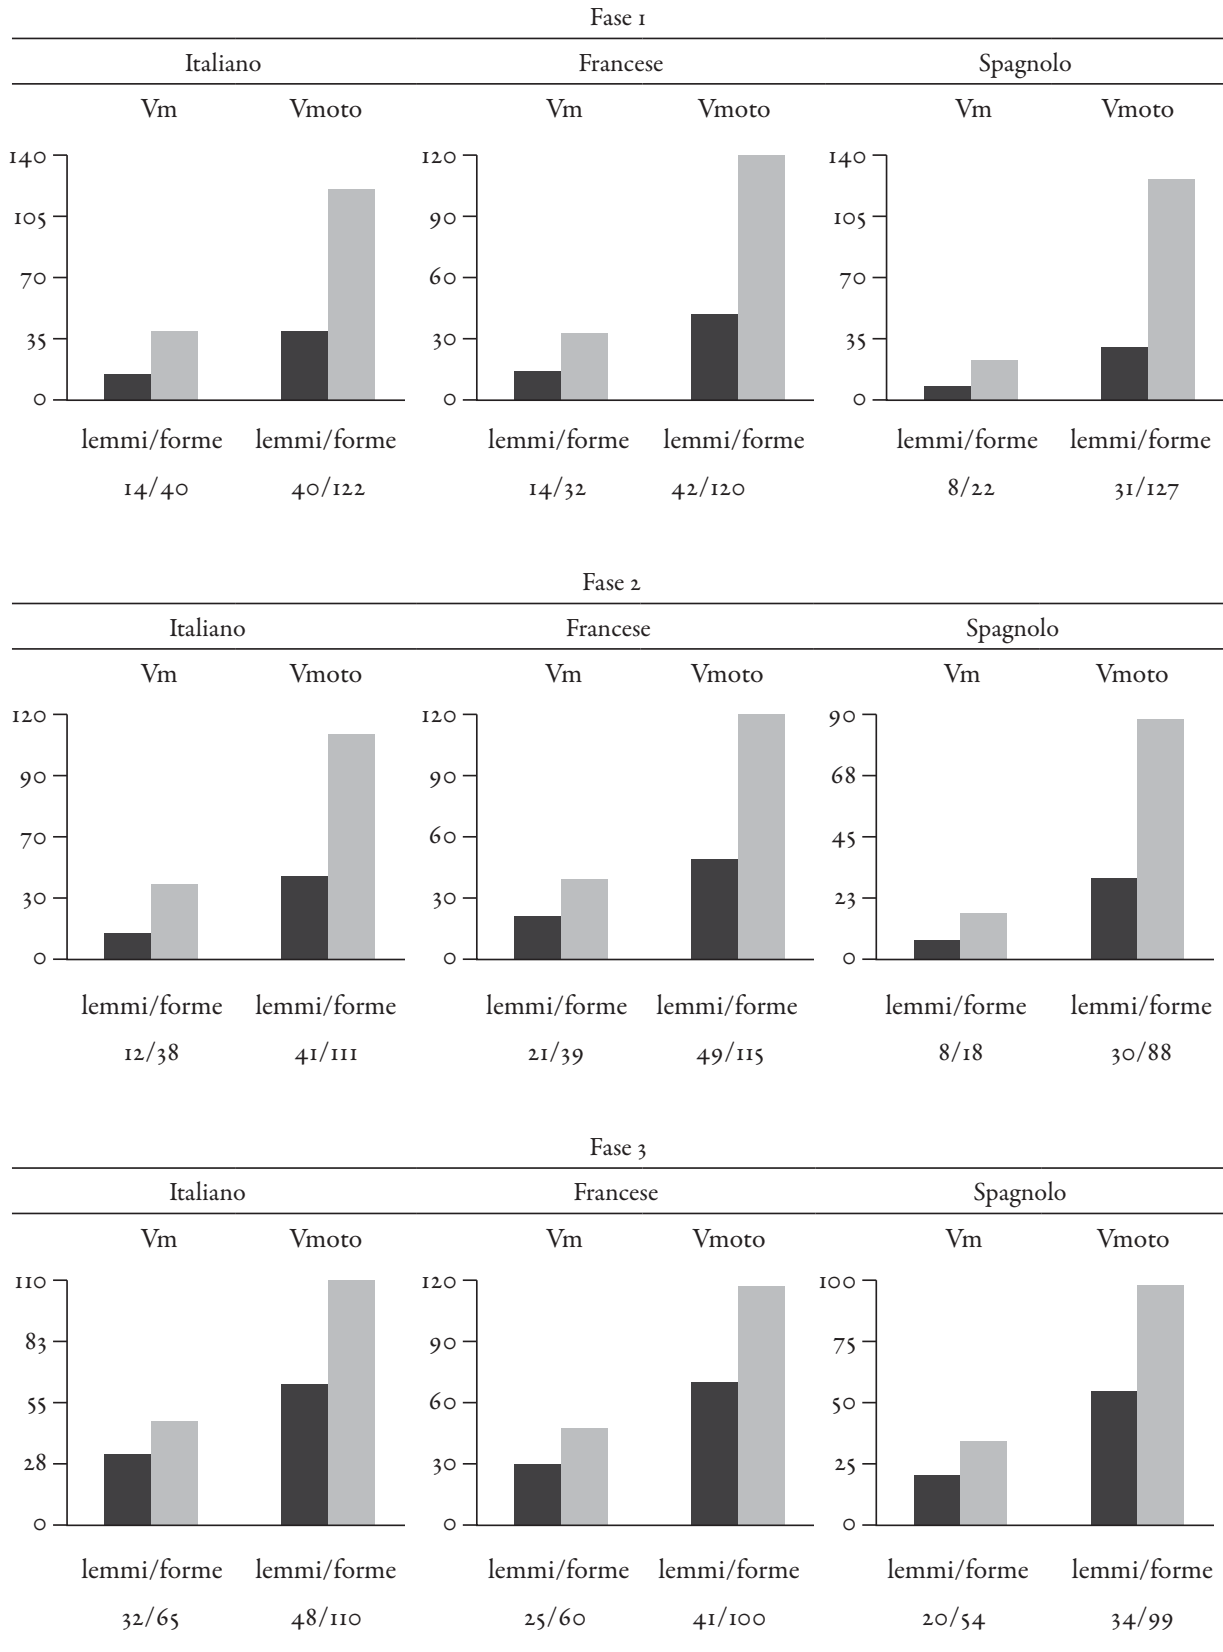 Fase 1
Italiano Francese Spagnolo
Vm Vmoto Vm Vmoto Vm Vmoto
140 120 140
105 90 105
70 60 70
35 30 35
0 0 0
lemmi/forme lemmi/forme lemmi/forme lemmi/forme lemmi/forme lemmi/forme
14/40 40/122 14/32 42/120 8/22 31/127
Fase 2
Italiano Francese Spagnolo
Vm Vmoto Vm Vmoto Vm Vmoto
120 120 90
90 90 68
70 60 45
30 30 23
0 0 0
lemmi/forme lemmi/forme lemmi/forme lemmi/forme lemmi/forme lemmi/forme
12/38 41/111 21/39 49/115 8/18 30/88
Fase 3
Italiano Francese Spagnolo
Vm Vmoto Vm Vmoto Vm Vmoto
110 120 100
83 90 75
55 60 50
28 30 25
0 0 0
lemmi/forme lemmi/forme lemmi/forme lemmi/forme lemmi/forme lemmi/forme
32/65 48/110 25/60 41/100 20/54 34/99